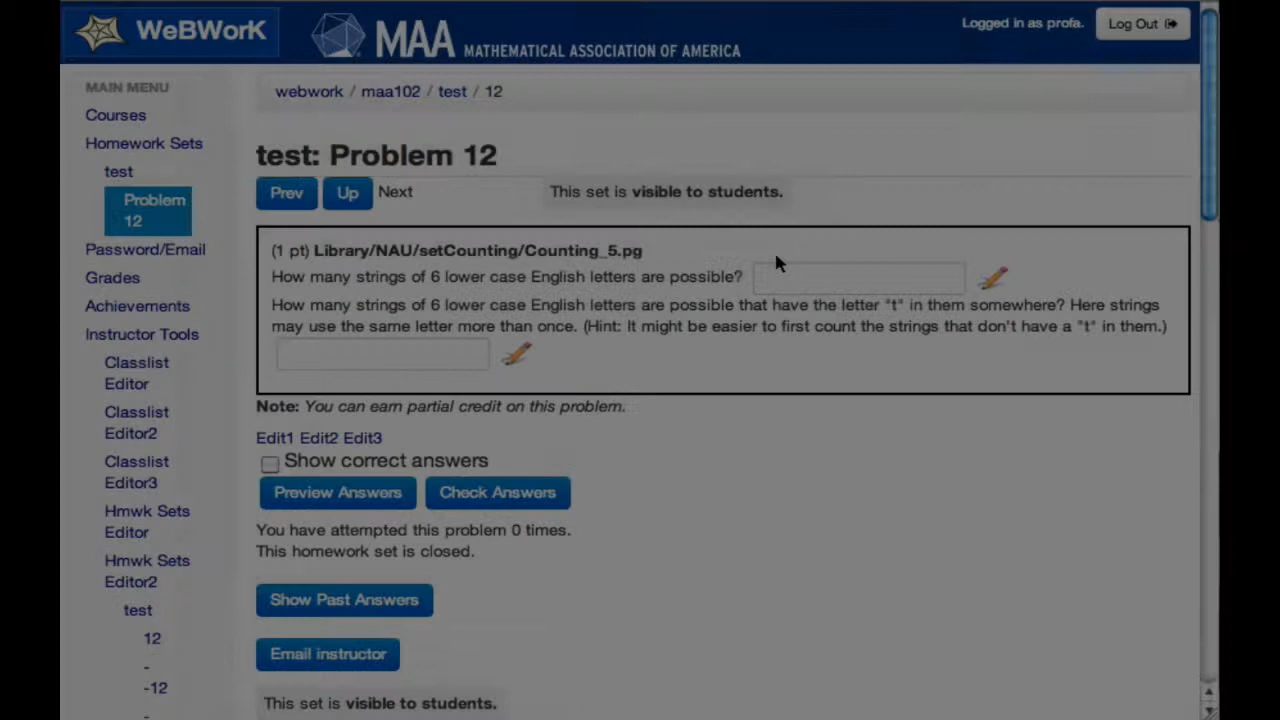 WeBWorK
MAA MATHEMATICAL ASSOCIATION OF AMERICA
Logged in as profa.
Log Out
MAIN MENU
Courses
Homework Sets
test
Problem
12
Password/Email
Grades
Achievements
Instructor Tools
Classlist
Editor
Classlist
Editor2
Classlist
Editor3
Hmwk Sets
Editor
Hmwk Sets
Editor2
test
12
-
-12
-
webwork / maa102 / test / 12
test: Problem 12
Prev Up Next
This set is visible to students.
(1 pt) Library/NAU/setCounting/Counting_5.pg
How many strings of 6 lower case English letters are possible?
How many strings of 6 lower case English letters are possible that have the letter "t" in them somewhere? Here strings
may use the same letter more than once. (Hint: It might be easier to first count the strings that don't have a "t" in them.)
Note: You can earn partial credit on this problem.
Edit1 Edit2 Edit3
Show correct answers
Preview Answers Check Answers
You have attempted this problem 0 times.
This homework set is closed.
Show Past Answers
Email instructor
This set is visible to students.